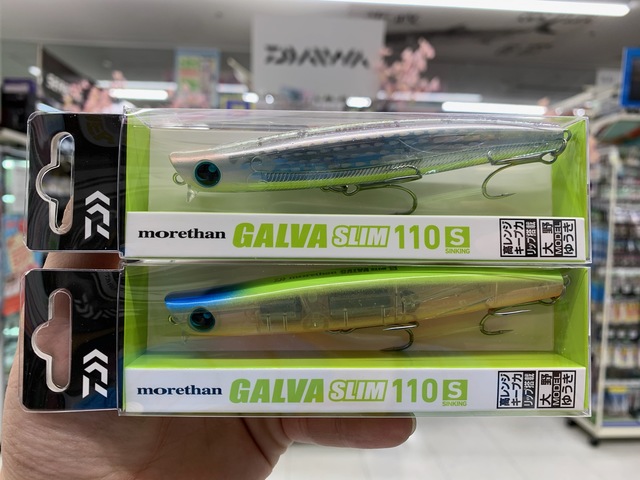 DAIWA
morethan GALVA SLIM 110 S
SINKING
高レンジ
キープ力
リップ搭載
大野
MODEL
ゆうき
morethan GALVA SLIM 110 S
SINKING
高レンジ
キープ力
リップ搭載
大野
MODEL
ゆうき